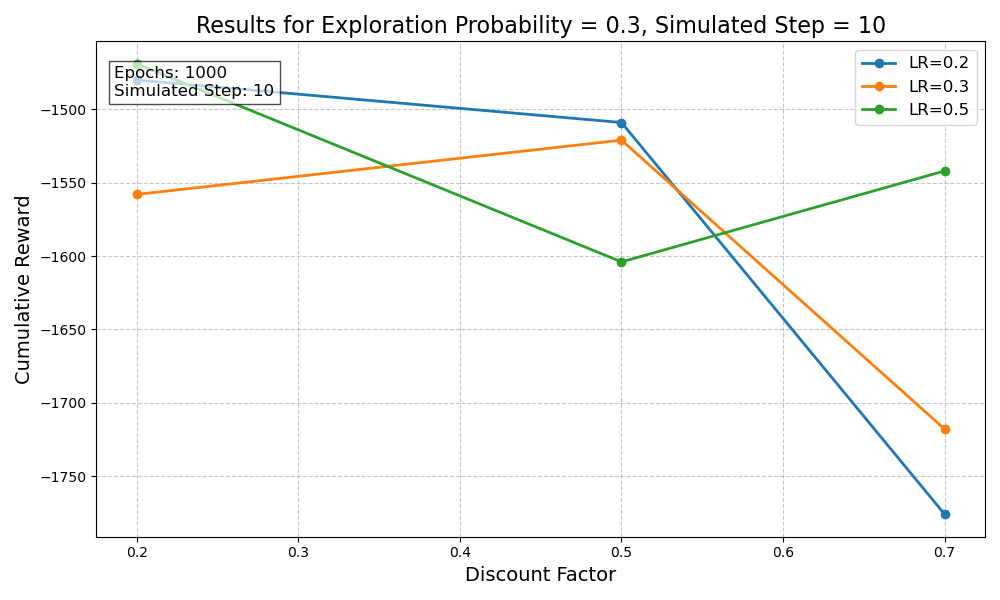 Results for Exploration Probability = 0.3, Simulated Step = 10
Epochs: 1000
Simulated Step: 10
LR=0.2
LR=0.3
LR=0.5
Cumulative Reward
−1500
−1550
−1600
−1650
−1700
−1750
0.2
0.3
0.4
0.5
0.6
0.7
Discount Factor